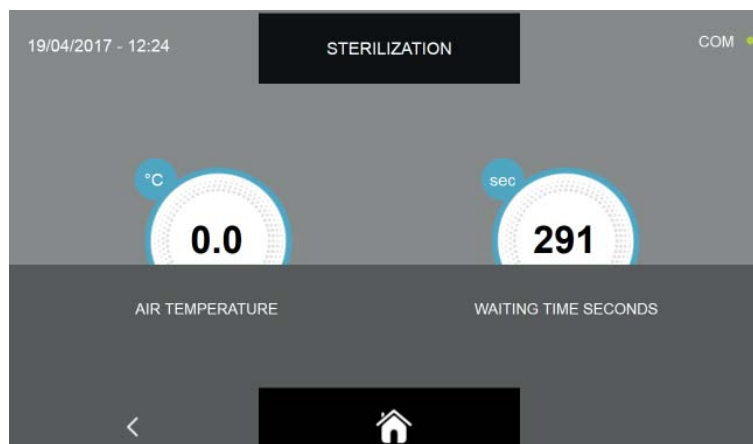 19/04/2017 - 12:24
STERILIZATION
COM
°C
sec
0.0
291
AIR TEMPERATURE
WAITING TIME SECONDS